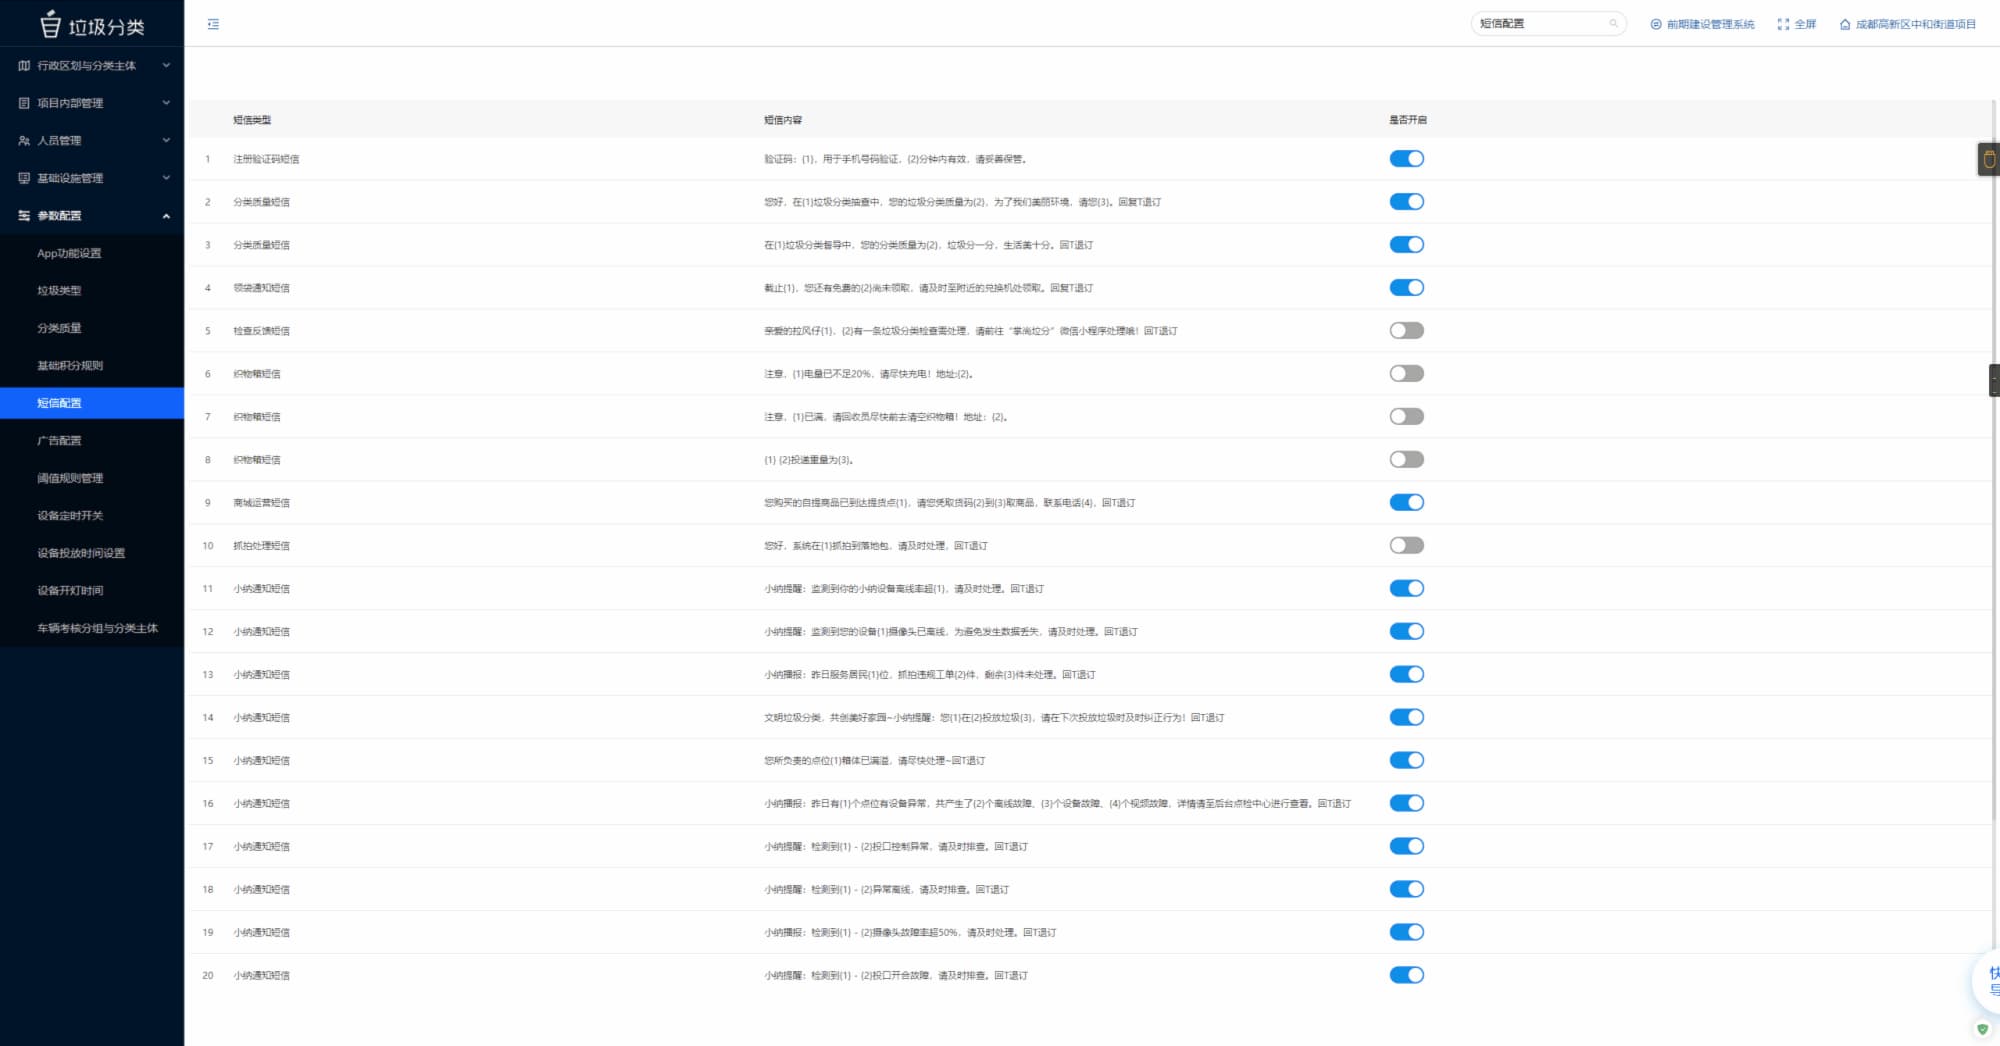 垃圾分类
短信配置
前期建设管理系统
全屏
成都高新区中和街道项目
行政区划与分类主体
项目内部管理
人员管理
基础设施管理
参数配置
App功能设置
垃圾类型
分类质量
基础积分规则
短信配置
广告配置
阈值规则管理
设备定时开关
设备投放时间设置
设备开灯时间
车辆考核分组与分类主体
短信类型 短信内容 是否开启
1 注册验证码短信 验证码：{1}，用于手机号码验证，{2}分钟内有效，请妥善保管。
2 分类质量短信 您好，在{1}垃圾分类抽查中，您的垃圾分类质量为{2}，为了我们美丽环境，请您{3}。回复T退订
3 分类质量短信 在{1}垃圾分类督导中，您的分类质量为{2}，垃圾分一分，生活美十分。回T退订
4 领袋通知短信 截止{1}，您还有免费的{2}尚未领取，请及时至附近的兑换机处领取。回复T退订
5 检查反馈短信 亲爱的垃风仔{1}，{2}有一条垃圾分类检查需处理，请前往“掌尚垃分”微信小程序处理哦！回T退订
6 织物箱短信 注意，{1}电量已不足20%，请尽快充电！地址:{2}。
7 织物箱短信 注意，{1}已满，请回收员尽快前去清空织物箱！地址：{2}。
8 织物箱短信 {1} {2}投递重量为{3}。
9 商城运营短信 您购买的自提商品已到达提货点{1}，请您凭取货码{2}到{3}取商品，联系电话{4}，回T退订
10 抓拍处理短信 您好，系统在{1}抓拍到落地包，请及时处理，回T退订
11 小纳通知短信 小纳提醒：监测到你的小纳设备离线率超{1}，请及时处理。回T退订
12 小纳通知短信 小纳提醒：监测到您的设备{1}摄像头已离线，为避免发生数据丢失，请及时处理。回T退订
13 小纳通知短信 小纳播报：昨日服务居民{1}位，抓拍违规工单{2}件，剩余{3}件未处理。回T退订
14 小纳通知短信 文明垃圾分类，共创美好家园~小纳提醒：您{1}在{2}投放垃圾{3}，请在下次投放垃圾时及时纠正行为！回T退订
15 小纳通知短信 您所负责的点位{1}箱体已满溢，请尽快处理~回T退订
16 小纳通知短信 小纳播报：昨日有{1}个点位有设备异常，共产生了{2}个离线故障、{3}个设备故障、{4}个视频故障，详情请至后台点检中心进行查看。回T退订
17 小纳通知短信 小纳提醒：检测到{1} - {2}投口控制异常，请及时排查。回T退订
18 小纳通知短信 小纳提醒：检测到{1} - {2}异常离线，请及时排查。回T退订
19 小纳通知短信 小纳播报：检测到{1} - {2}摄像头故障率超50%，请及时处理。回T退订
20 小纳通知短信 小纳提醒：检测到{1} - {2}投口开合故障，请及时排查。回T退订
快
导